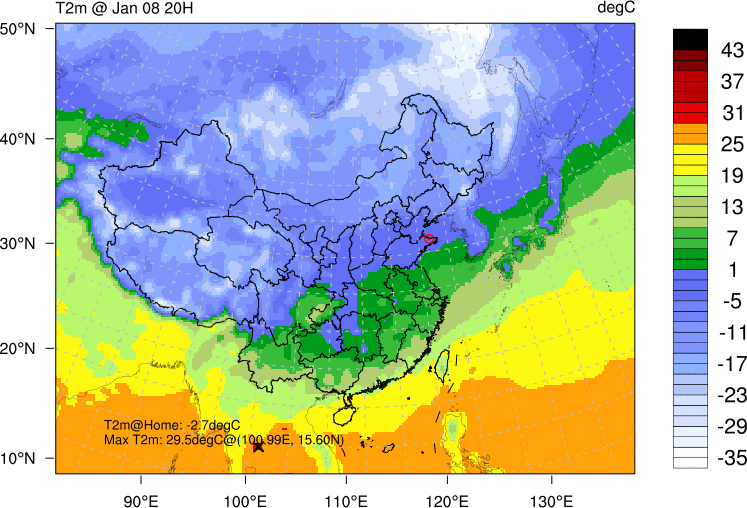 T2m @ Jan 08 20H
degC
50°N
40°N
30°N
20°N
10°N
90°E
100°E
110°E
120°E
130°E
T2m@Home: -2.7degC
Max T2m: 29.5degC@(100.99E, 15.60N)
43
37
31
25
19
13
7
1
-5
-11
-17
-23
-29
-35